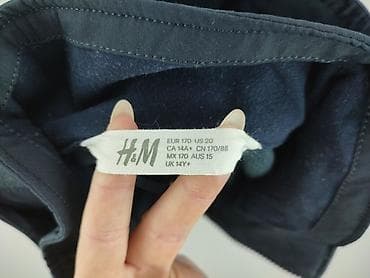 H&M
EUR 170 US 20
CA 14A+ CN 170/88
MX 170 AUS 15
UK 14Y+